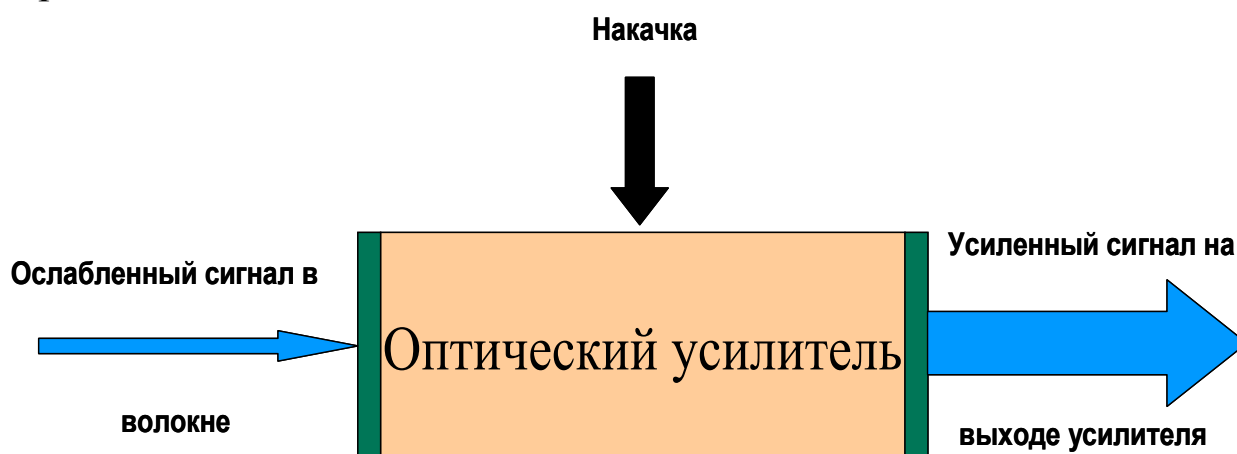 Накачка
Ослабленный сигнал в
волокне
Оптический усилитель
Усиленный сигнал на
выходе усилителя